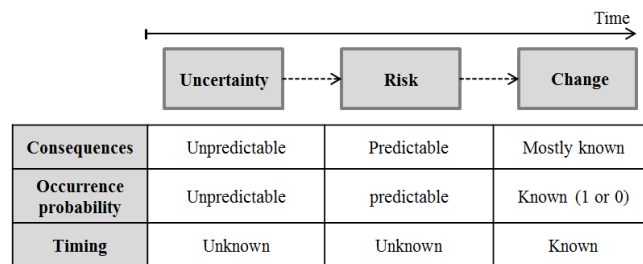 Time
Uncertainty Risk Change
Consequences Unpredictable Predictable Mostly known
Occurrence
probability Unpredictable predictable Known (1 or 0)
Timing Unknown Unknown Known